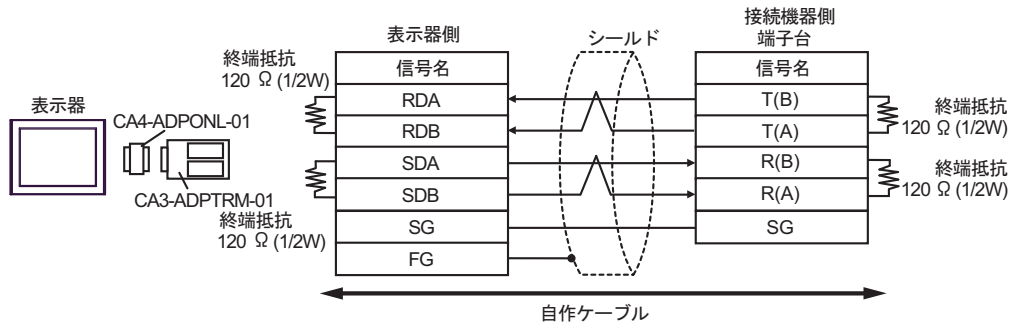 表示器
CA4-ADPONL-01
CA3-ADPTRM-01
終端抵抗
120 Ω (1/2W)
終端抵抗
120 Ω (1/2W)
表示器側
信号名
RDA
RDB
SDA
SDB
SG
FG
シールド
接続機器側
端子台
信号名
T(B)
T(A)
R(B)
R(A)
SG
終端抵抗
120 Ω (1/2W)
終端抵抗
120 Ω (1/2W)
自作ケーブル